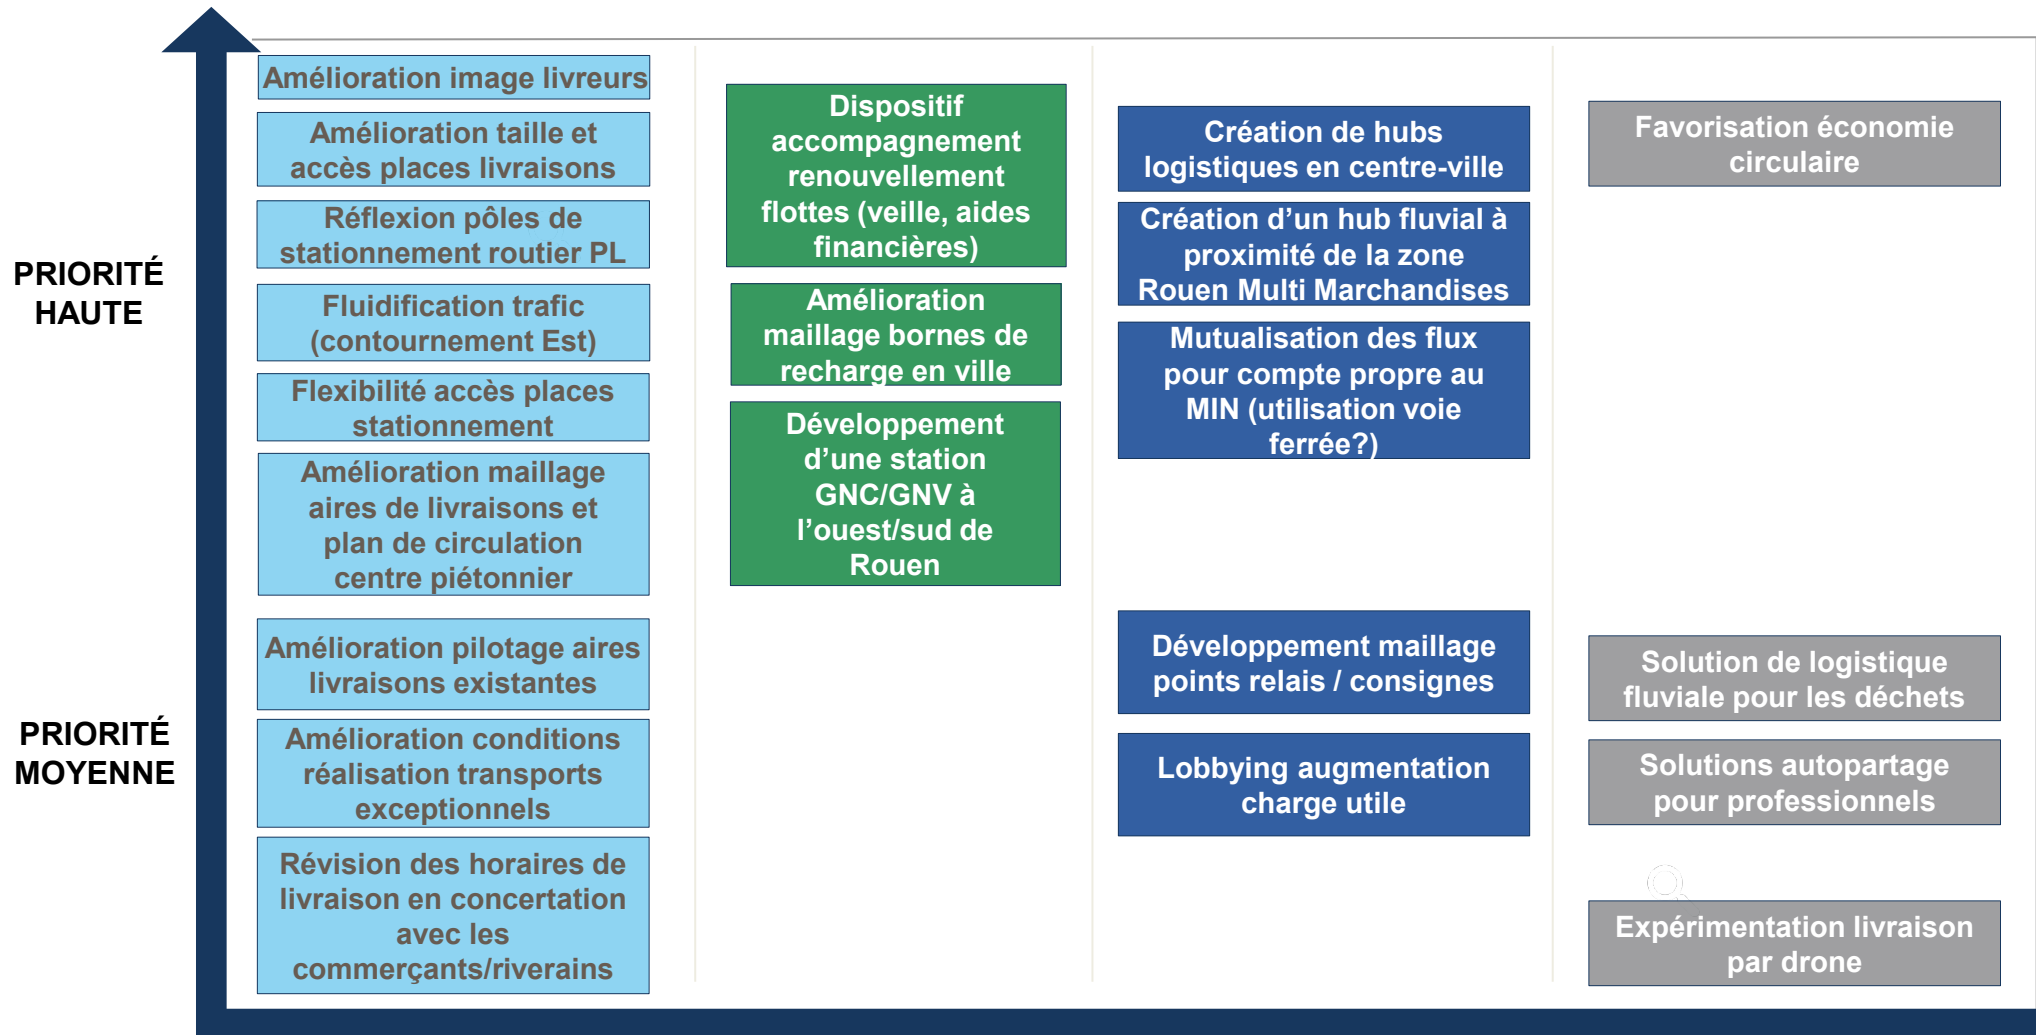 PRIORITÉ
HAUTE
PRIORITÉ
MOYENNE
Amélioration image livreurs
Amélioration taille et
accès places livraisons
Réflexion pôles de
stationnement routier PL
Fluidification trafic
(contournement Est)
Flexibilité accès places
stationnement
Amélioration maillage
aires de livraisons et
plan de circulation
centre piétonnier
Amélioration pilotage aires
livraisons existantes
Amélioration conditions
réalisation transports
exceptionnels
Révision des horaires de
livraison en concertation
avec les
commerçants/riverains
Dispositif
accompagnement
renouvellement
flottes (veille, aides
financières)
Amélioration
maillage bornes de
recharge en ville
Développement
d’une station
GNC/GNV à
l’ouest/sud de
Rouen
Création de hubs
logistiques en centre-ville
Création d’un hub fluvial à
proximité de la zone
Rouen Multi Marchandises
Mutualisation des flux
pour compte propre au
MIN (utilisation voie
ferrée?)
Développement maillage
points relais / consignes
Lobbying augmentation
charge utile
Favorisation économie
circulaire
Solution de logistique
fluviale pour les déchets
Solutions autopartage
pour professionnels
Expérimentation livraison
par drone